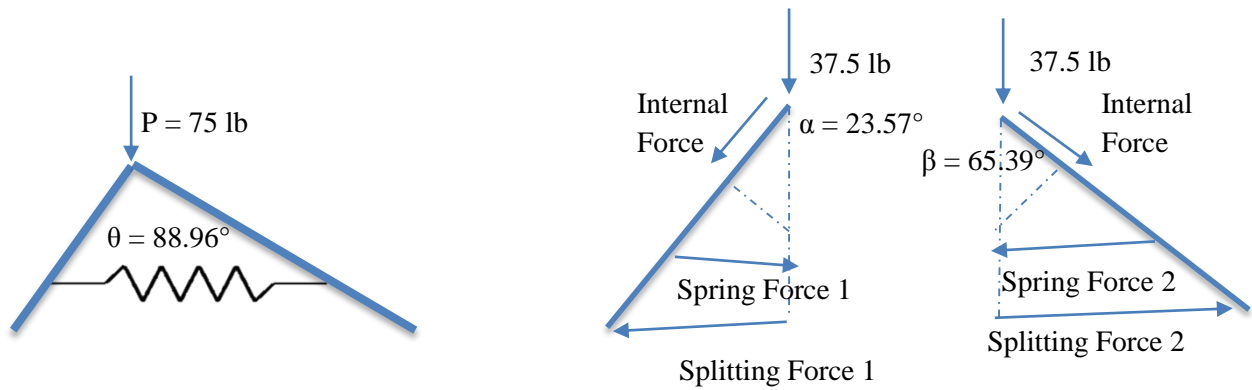 P = 75 lb
θ = 88.96°
37.5 lb
Internal
Force
α = 23.57°
Spring Force 1
Splitting Force 1
37.5 lb
Internal
Force
β = 65.39°
Spring Force 2
Splitting Force 2